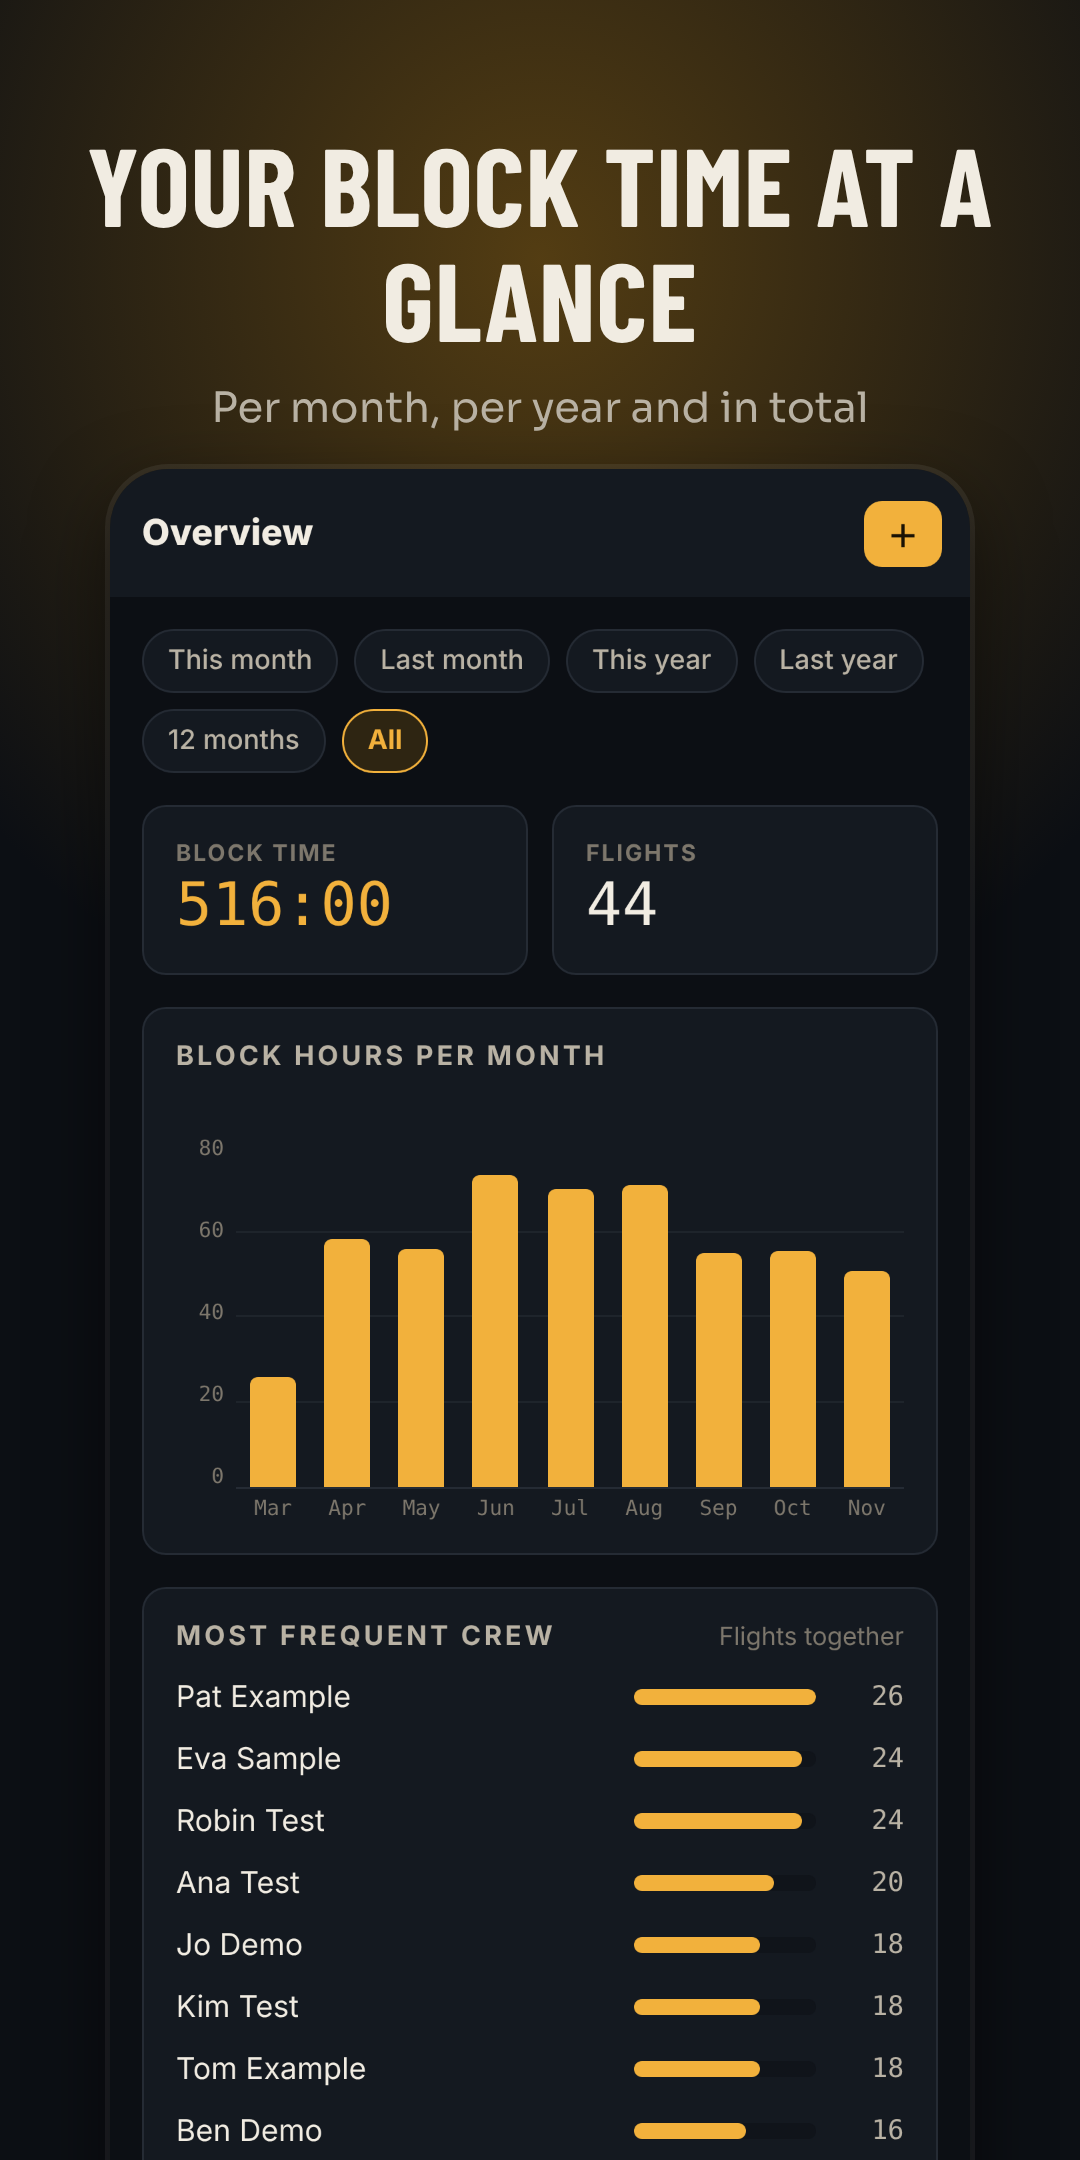 YOUR BLOCK TIME AT A
GLANCE
Per month, per year and in total
Overview
+
This month Last month This year Last year
12 months All
BLOCK TIME FLIGHTS
516:00 44
BLOCK HOURS PER MONTH
80
60
40
20
0
Mar Apr May Jun Jul Aug Sep Oct Nov
MOST FREQUENT CREW Flights together
Pat Example 26
Eva Sample 24
Robin Test 24
Ana Test 20
Jo Demo 18
Kim Test 18
Tom Example 18
Ben Demo 16